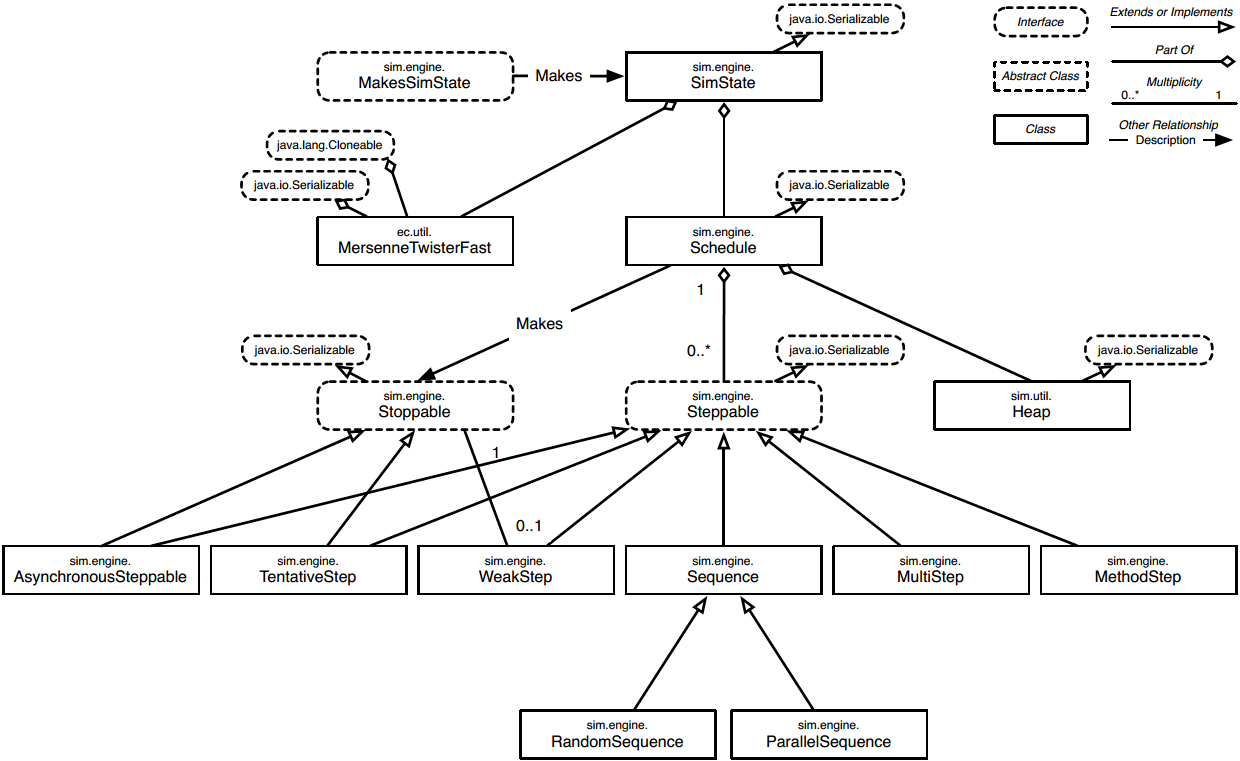 java.io.Serializable
Interface
Extends or Implements
sim.engine.
MakesSimState
Makes
sim.engine.
SimState
Part Of
Abstract Class
Multiplicity
0..*
1
java.lang.Cloneable
Class
Other Relationship
Description
java.io.Serializable
java.io.Serializable
ec.util.
MersenneTwisterFast
sim.engine.
Schedule
1
Makes
0..*
java.io.Serializable
java.io.Serializable
java.io.Serializable
sim.engine.
Stoppable
sim.engine.
Steppable
sim.util.
Heap
1
0..1
sim.engine.
AsynchronousSteppable
sim.engine.
TentativeStep
sim.engine.
WeakStep
sim.engine.
Sequence
sim.engine.
MultiStep
sim.engine.
MethodStep
sim.engine.
RandomSequence
sim.engine.
ParallelSequence